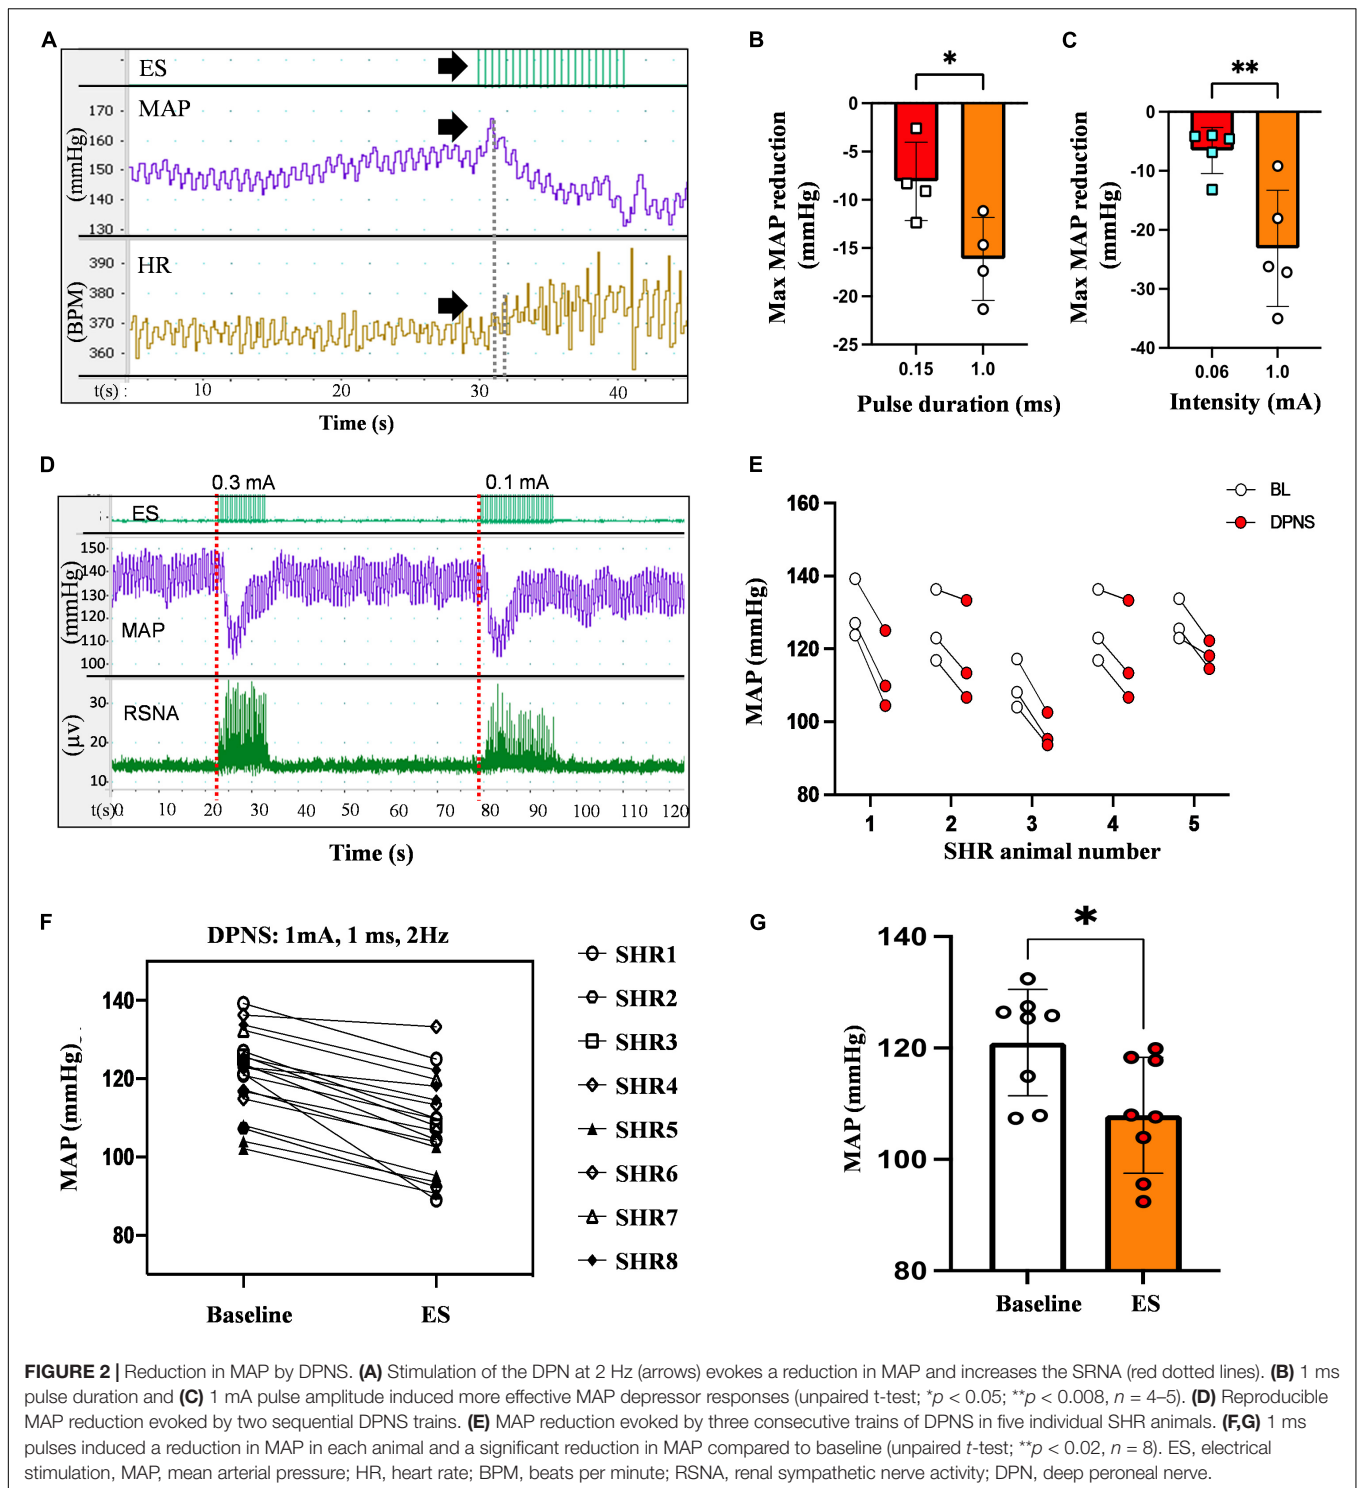 A
ES
MAP
170
160
150
140
130
(mmHg)
HR
390
380
370
360
(BPM)
t(s) :
10
20
30
40
Time (s)
B
*
0
-5
-10
-15
-20
-25
Max MAP reduction
(mmHg)
0.15
1.0
Pulse duration (ms)
C
**
0
-10
-20
-30
-40
Max MAP reduction
(mmHg)
0.06
1.0
Intensity (mA)
D
0.3 mA
0.1 mA
ES
150
140
130
120
110
100
(mmHg)
MAP
RSNA
30
20
10
(µv)
t(s)
0
10
20
30
40
50
60
70
80
90
100
110
120
Time (s)
E
BL
DPNS
160
140
120
100
80
MAP (mmHg)
1
2
3
4
5
SHR animal number
F
DPNS: 1mA, 1 ms, 2Hz
140
120
100
80
MAP (mmHg)
Baseline
ES
SHR1
SHR2
SHR3
SHR4
SHR5
SHR6
SHR7
SHR8
G
*
140
120
100
80
MAP (mmHg)
Baseline
ES
FIGURE 2 | Reduction in MAP by DPNS. (A) Stimulation of the DPN at 2 Hz (arrows) evokes a reduction in MAP and increases the SRNA (red dotted lines). (B) 1 ms
pulse duration and (C) 1 mA pulse amplitude induced more effective MAP depressor responses (unpaired t-test; *p < 0.05; **p < 0.008, n = 4–5). (D) Reproducible
MAP reduction evoked by two sequential DPNS trains. (E) MAP reduction evoked by three consecutive trains of DPNS in five individual SHR animals. (F,G) 1 ms
pulses induced a reduction in MAP in each animal and a significant reduction in MAP compared to baseline (unpaired t-test; **p < 0.02, n = 8). ES, electrical
stimulation, MAP, mean arterial pressure; HR, heart rate; BPM, beats per minute; RSNA, renal sympathetic nerve activity; DPN, deep peroneal nerve.